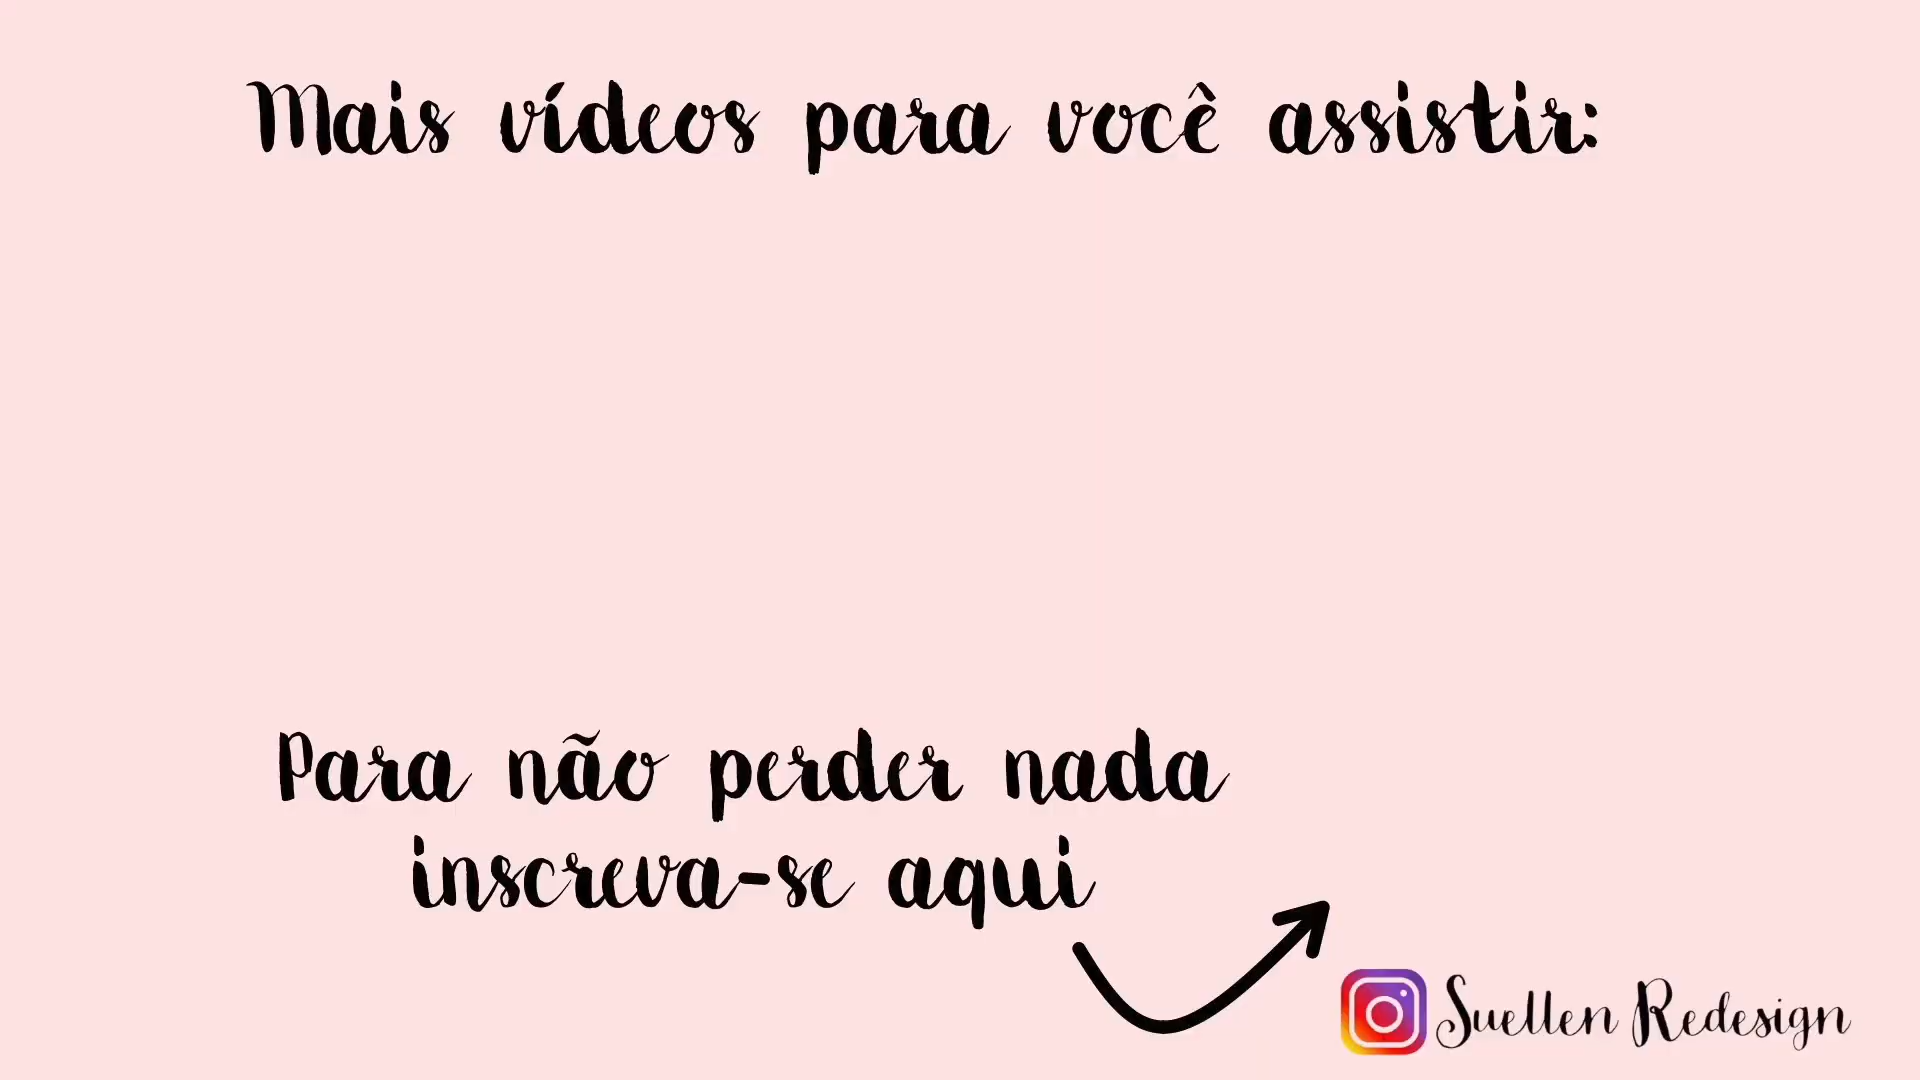 Mais vídeos para você assistir:
Para não perder nada
inscreva-se aqui
Suellen Redesign